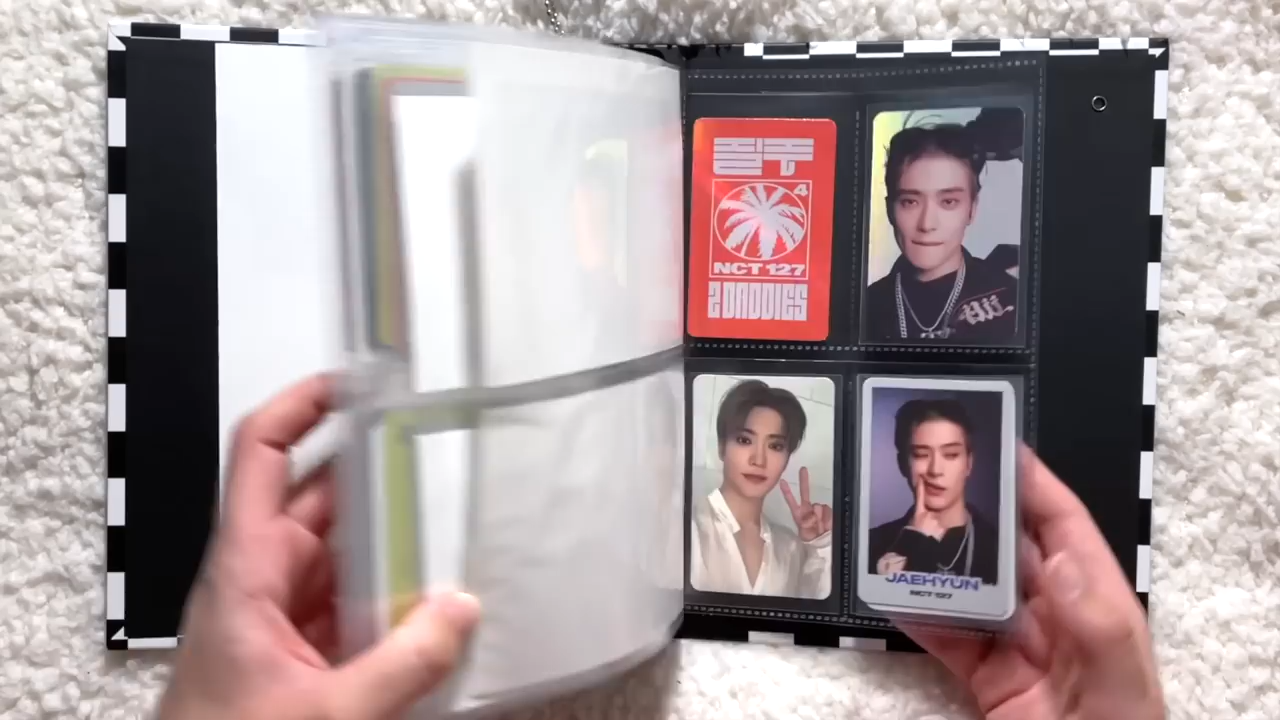 질주
4
NCT 127
2 BADDIES
JAEHYUN
NCT 127